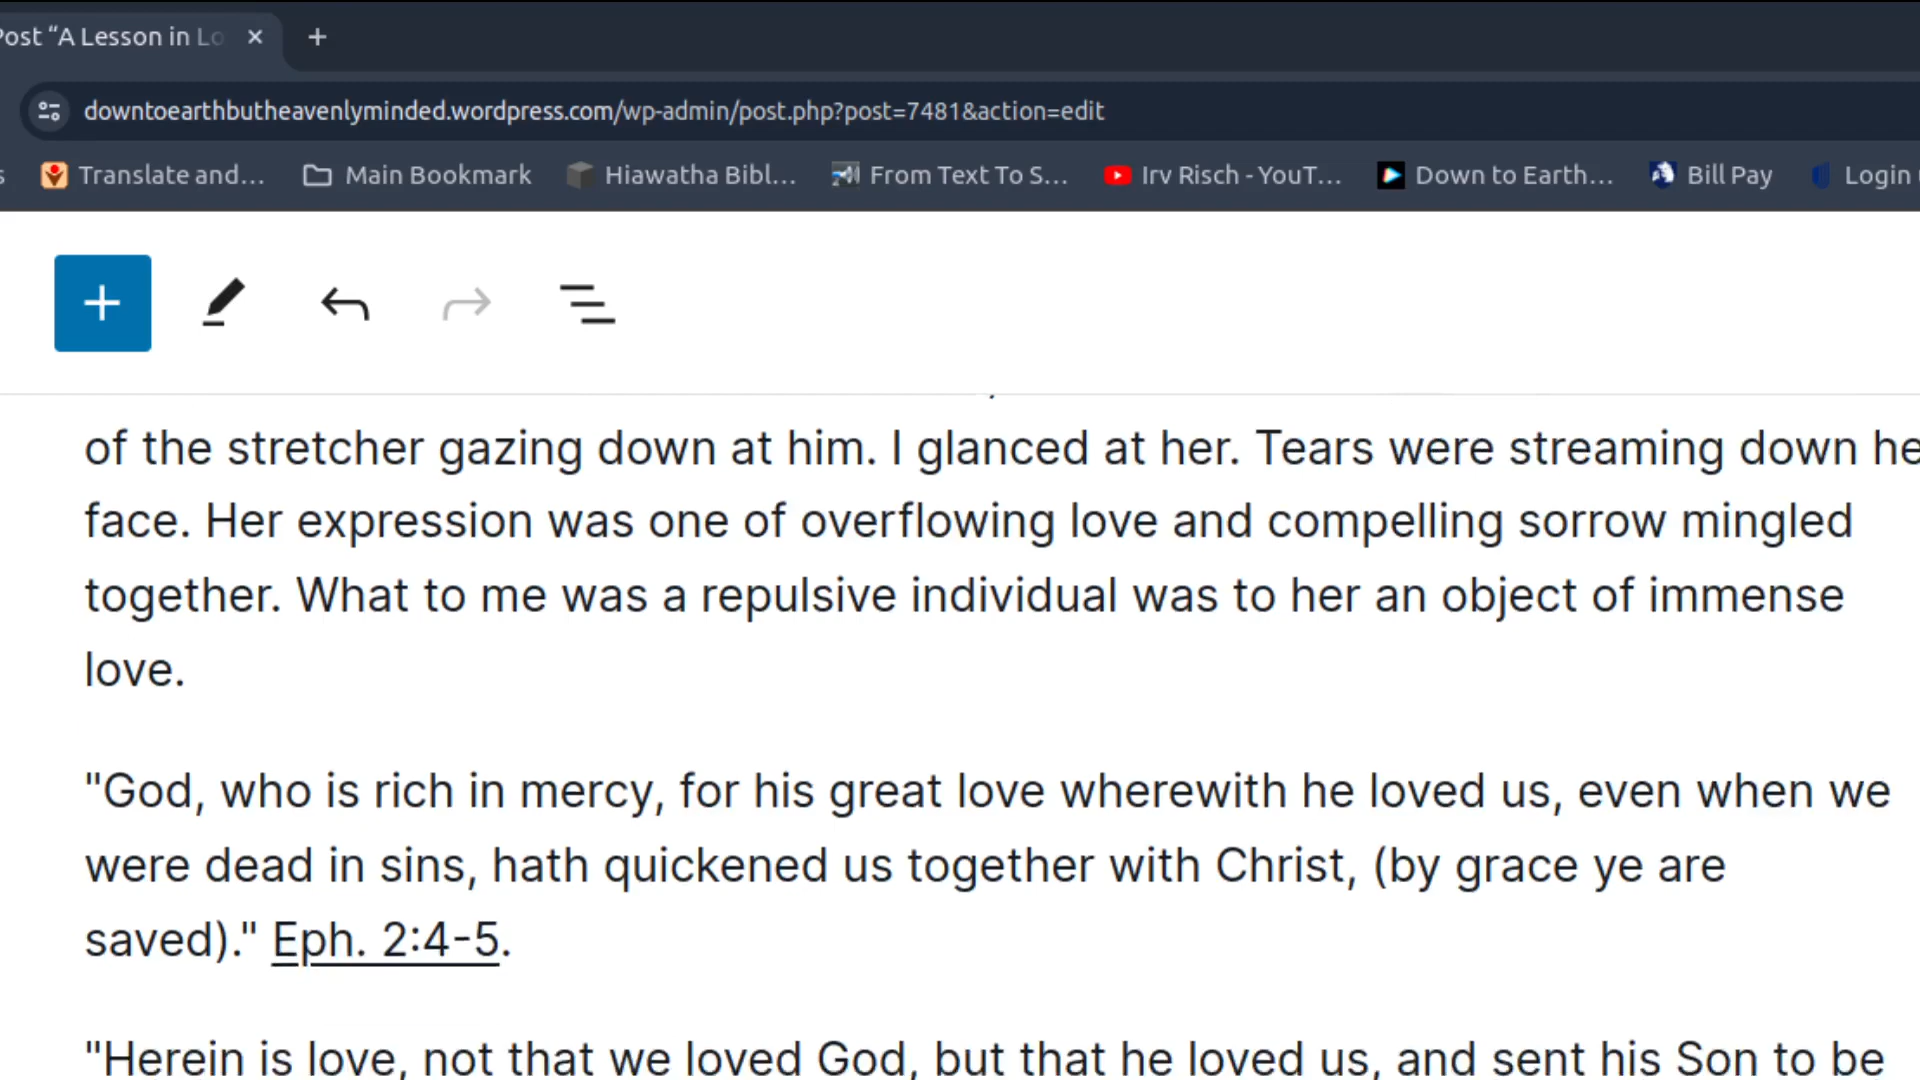 Post “A Lesson in Lo
downtoearthbutheavenlyminded.wordpress.com/wp-admin/post.php?post=7481&action=edit
s Translate and... Main Bookmark Hiawatha Bibl... From Text To S... Irv Risch - YouT... Down to Earth... Bill Pay Login
of the stretcher gazing down at him. I glanced at her. Tears were streaming down he
face. Her expression was one of overflowing love and compelling sorrow mingled
together. What to me was a repulsive individual was to her an object of immense
love.
"God, who is rich in mercy, for his great love wherewith he loved us, even when we
were dead in sins, hath quickened us together with Christ, (by grace ye are
saved)." Eph. 2:4-5.
"Herein is love, not that we loved God, but that he loved us, and sent his Son to be